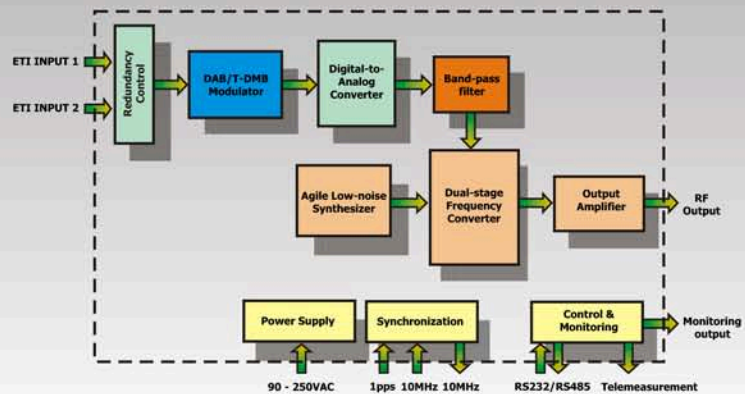 ETI INPUT 1
ETI INPUT 2
Redundancy
Control
DAB/T-DMB
Modulator
Digital-to-
Analog
Converter
Band-pass
filter
Agile Low-noise
Synthesizer
Dual-stage
Frequency
Converter
Output
Amplifier
RF
Output
Power Supply
Synchronization
Control &
Monitoring
Monitoring
output
90 - 250VAC
1pps
10MHz
10MHz
RS232/RS485
Telemeasurement